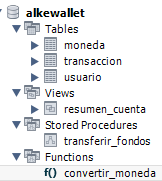 alkewallet
Tables
moneda
transaccion
usuario
Views
resumen_cuenta
Stored Procedures
transferir_fondos
Functions
f() convertir_moneda